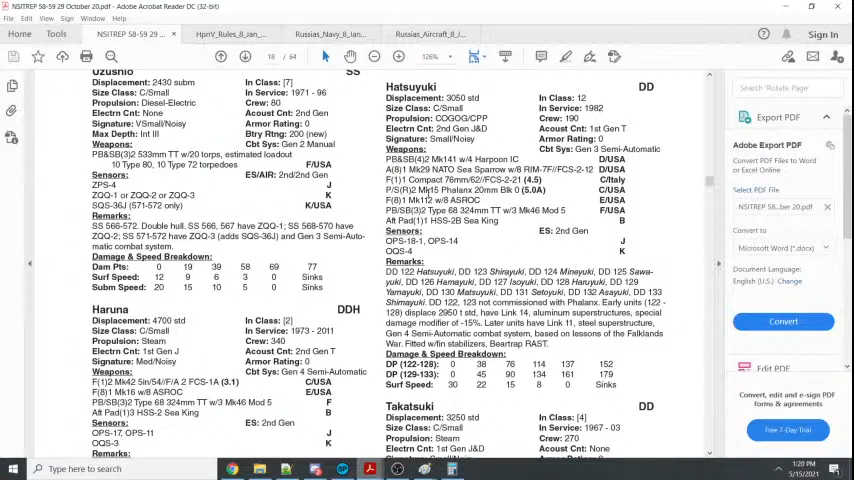 NSITREP 58-59 29 October 20.pdf - Adobe Acrobat Reader DC (32-bit)
File Edit View Sign Window Help
Home Tools NSITREP 58-59 29 ... × HpnV_Rules_8_Jan_... Russias_Navy_8_Jan... Russias_Aircraft_8_J... Sign In
18 / 64 126%
Uzushio SS
Displacement: 2430 subm In Class: [7]
Size Class: C/Small In Service: 1971 - 96
Propulsion: Diesel-Electric Crew: 80
Electrn Cnt: None Acoust Cnt: 2nd Gen
Signature: VSmall/Noisy Armor Rating: 0
Max Depth: Int III Btry Rtng: 200 (new)
Weapons: Cbt Sys: Gen 2 Manual
PB&SB(3)2 533mm TT w/20 torps, estimated loadout
10 Type 80, 10 Type 72 torpedoes F/USA
Sensors: ES/AIR: 2nd/2nd Gen
ZPS-4 J
ZQQ-1 or ZQQ-2 or ZQQ-3 K
SQS-36J (571-572 only) K/USA
Remarks:
SS 566-572. Double hull. SS 566, 567 have ZQQ-1; SS 568-570 have
ZQQ-2; SS 571-572 have ZQQ-3 (adds SQS-36J) and Gen 3 Semi-Auto-
matic combat system.
Damage & Speed Breakdown:
Dam Pts: 0 19 39 58 69 77
Surf Speed: 12 9 6 3 0 Sinks
Subm Speed: 20 15 10 5 0 Sinks
Haruna DDH
Displacement: 4700 std In Class: [2]
Size Class: C/Small In Service: 1973 - 2011
Propulsion: Steam Crew: 340
Electrn Cnt: 1st Gen J Acoust Cnt: 2nd Gen T
Signature: Med/Noisy Armor Rating: 0
Weapons: Cbt Sys: Gen 4 Semi-Automatic
F(1)2 Mk42 5in/54//F/A 2 FCS-1A (3.1) C/USA
F(8)1 Mk16 w/8 ASROC E/USA
PB/SB(3)2 Type 68 324mm TT w/3 Mk46 Mod 5 F
Aft Pad(1)3 HSS-2 Sea King B
Sensors: ES: 2nd Gen
OPS-17, OPS-11 J
OQS-3 K
Remarks:
Hatsuyuki DD
Displacement: 3050 std In Class: 12
Size Class: C/Small In Service: 1982
Propulsion: COGOG/CPP Crew: 190
Electrn Cnt: 2nd Gen J&D Acoust Cnt: 1st Gen T
Signature: Small/Noisy Armor Rating: 0
Weapons: Cbt Sys: Gen 3 Semi-Automatic
PB&SB(4)2 Mk141 w/4 Harpoon IC D/USA
A(8)1 Mk29 NATO Sea Sparrow w/8 RIM-7F//FCS-2-12 D/USA
F(1)1 Compact 76mm/62//FCS-2-21 (4.5) C/Italy
P/S(R)2 Mk15 Phalanx 20mm Blk 0 (5.0A) C/USA
F(8)1 Mk112 w/8 ASROC E/USA
PB/SB(3)2 Type 68 324mm TT w/3 Mk46 Mod 5 F/USA
Aft Pad(1)1 HSS-2B Sea King B
Sensors: ES: 2nd Gen
OPS-18-1, OPS-14 J
OQS-4 K
Remarks:
DD 122 Hatsuyuki, DD 123 Shirayuki, DD 124 Mineyuki, DD 125 Sawa-
yuki, DD 126 Hamayuki, DD 127 Isoyuki, DD 128 Haruyuki, DD 129
Yamayuki, DD 130 Matsuyuki, DD 131 Setoyuki, DD 132 Asayuki, DD 133
Shimayuki. DD 122, 123 not commissioned with Phalanx. Early units (122 -
128) displace 2950 t std, have Link 14, aluminum superstructures, special
damage modifier of -15%. Later units have Link 11, steel superstructure,
Gen 4 Semi-Automatic combat system, based on lessons of the Falklands
War. Fitted w/fin stabilizers, Beartrap RAST.
Damage & Speed Breakdown:
DP (122-128): 0 38 76 114 137 152
DP (129-133): 0 45 90 134 161 179
Surf Speed: 30 22 15 8 0 Sinks
Takatsuki DD
Displacement: 3250 std In Class: [4]
Size Class: C/Small In Service: 1967 - 03
Propulsion: Steam Crew: 270
Electrn Cnt: 1st Gen J&D Acoust Cnt: None
Search 'Rotate Page'
Export PDF
Adobe Export PDF
Convert PDF Files to Word
or Excel Online
Select PDF File
NSITREP 58-...ber 20.pdf ×
Convert to
Microsoft Word (*.docx)
Document Language:
English (U.S.) Change
Convert
Edit PDF
Convert, edit and e-sign PDF
forms & agreements
Free 7-Day Trial
Type here to search
1:20 PM
5/15/2021